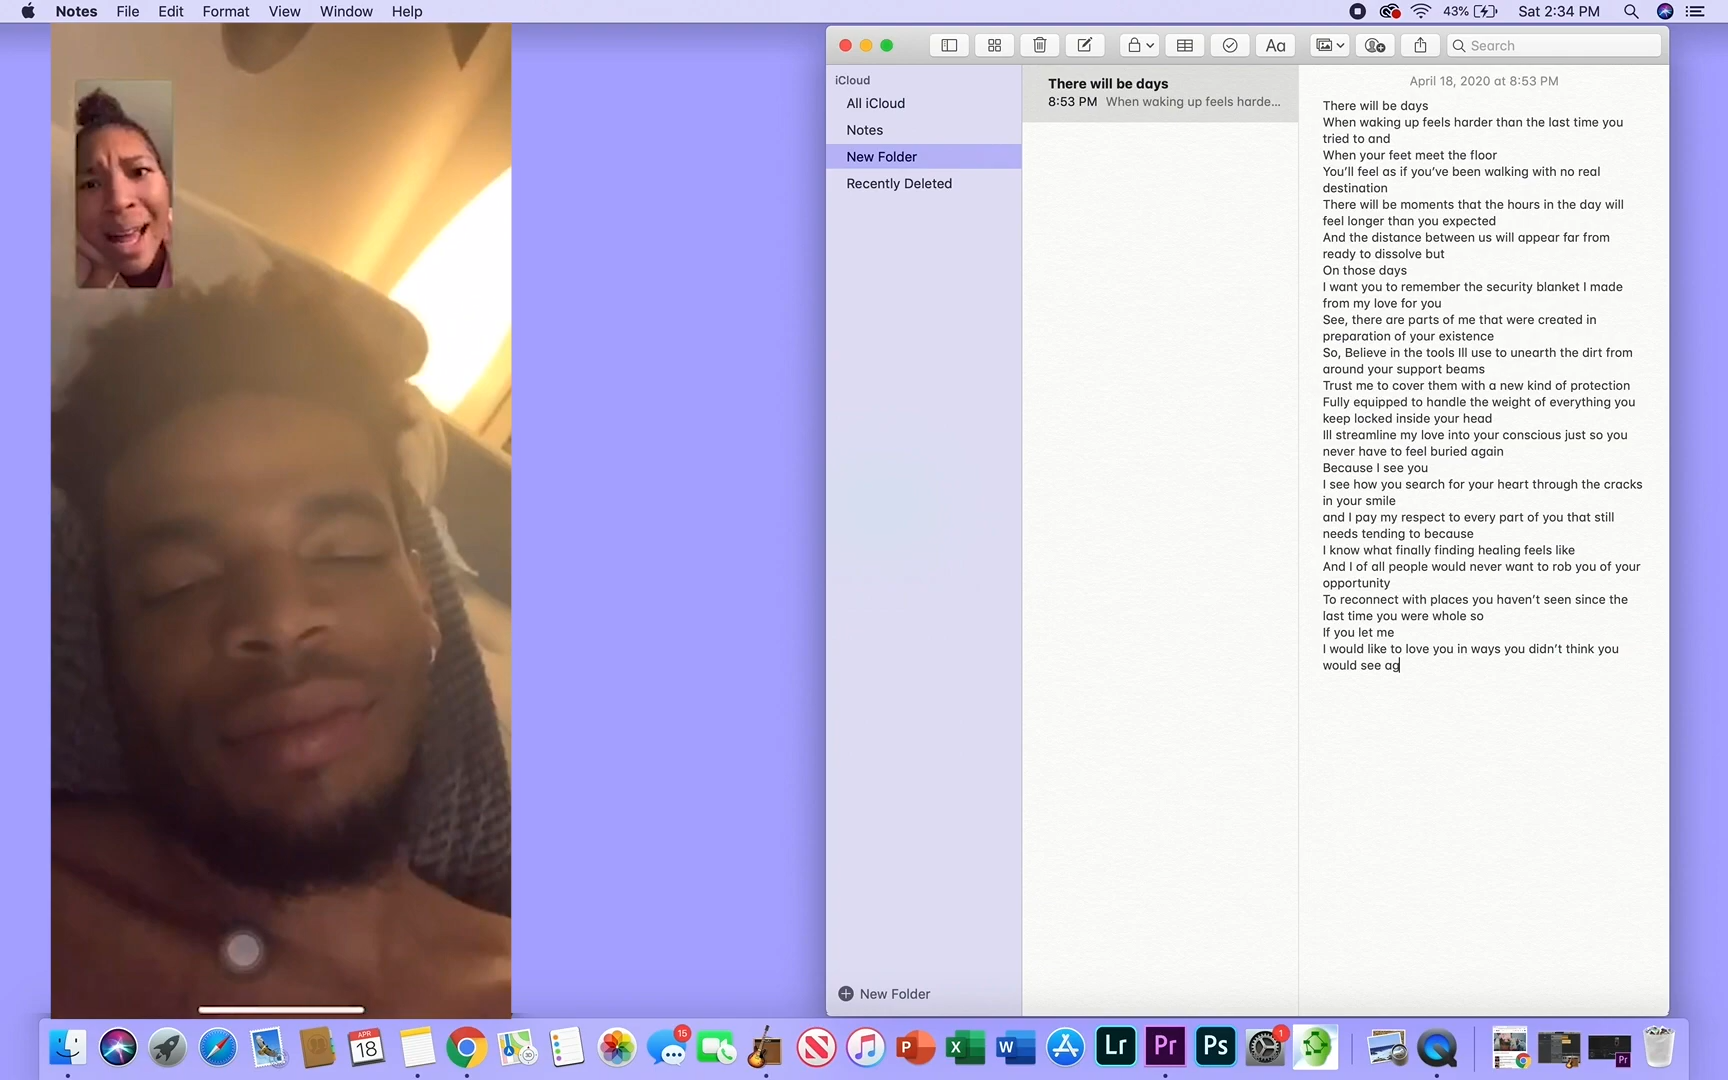 Notes File Edit Format View Window Help 43% Sat 2:34 PM
Search
iCloud
All iCloud
Notes
New Folder
Recently Deleted
New Folder
There will be days
8:53 PM When waking up feels harde...
April 18, 2020 at 8:53 PM
There will be days
When waking up feels harder than the last time you
tried to and
When your feet meet the floor
You’ll feel as if you’ve been walking with no real
destination
There will be moments that the hours in the day will
feel longer than you expected
And the distance between us will appear far from
ready to dissolve but
On those days
I want you to remember the security blanket I made
from my love for you
See, there are parts of me that were created in
preparation of your existence
So, Believe in the tools Ill use to unearth the dirt from
around your support beams
Trust me to cover them with a new kind of protection
Fully equipped to handle the weight of everything you
keep locked inside your head
Ill streamline my love into your conscious just so you
never have to feel buried again
Because I see you
I see how you search for your heart through the cracks
in your smile
and I pay my respect to every part of you that still
needs tending to because
I know what finally finding healing feels like
And I of all people would never want to rob you of your
opportunity
To reconnect with places you haven’t seen since the
last time you were whole so
If you let me
I would like to love you in ways you didn’t think you
would see ag
Aa
APR
18
3D
15
P
X
W
Lr
Pr
Ps
1
Pr